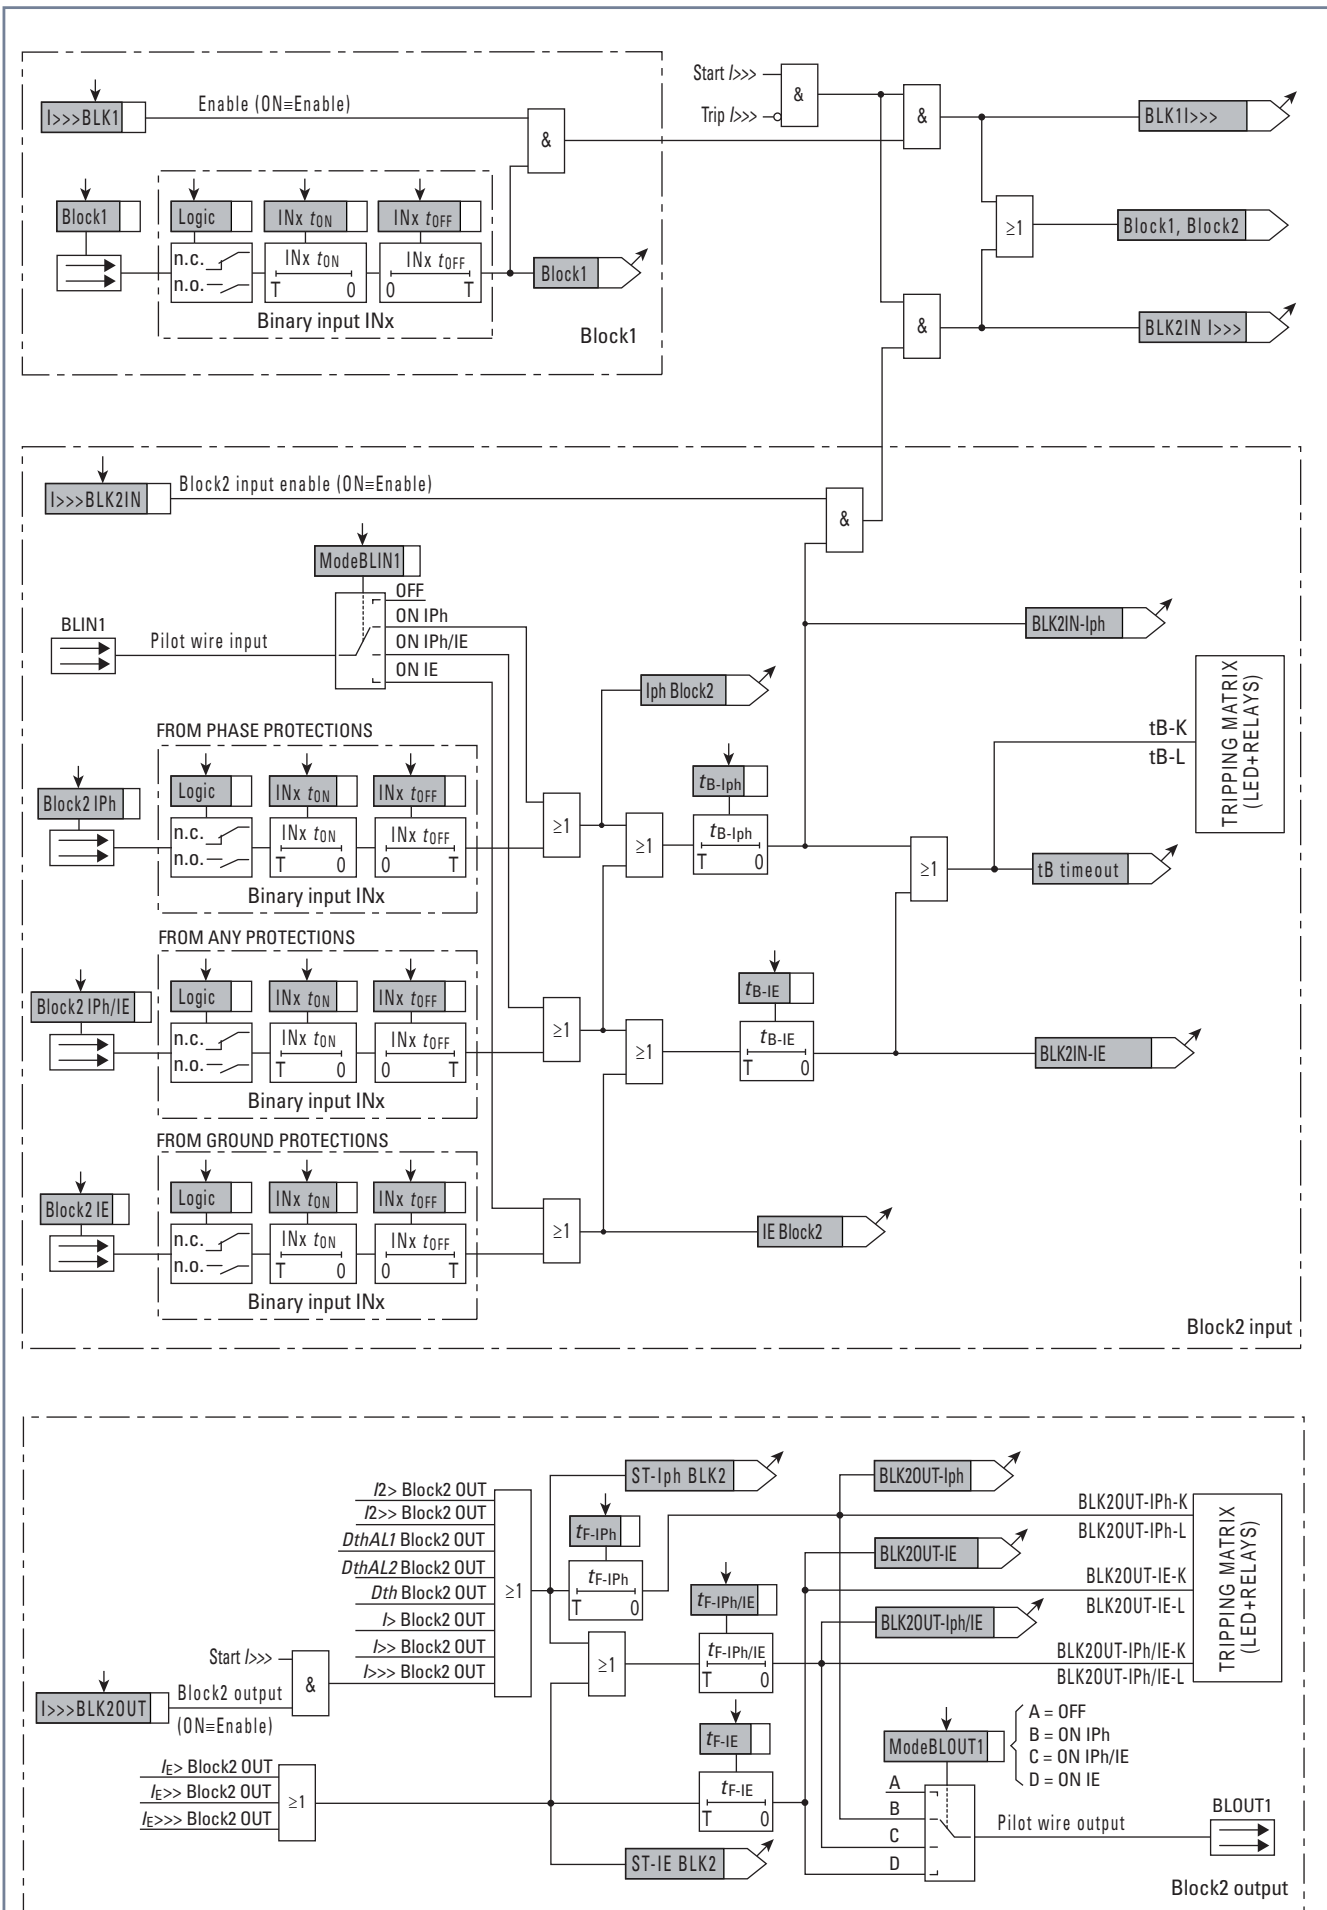 I>>>BLK1
Enable (ON≡Enable)
&
Start I>>>
Trip I>>>
&
&
BLK1I>>>
Block1
Logic
INx tON
INx tOFF
n.c.
n.o.
INx tON
T 0
INx tOFF
0 T
Binary input INx
Block1
Block1
≥1
Block1, Block2
&
BLK2IN I>>>
I>>>BLK2IN
Block2 input enable (ON≡Enable)
&
ModeBLIN1
OFF
ON IPh
ON IPh/IE
ON IE
BLIN1
Pilot wire input
BLK2IN-Iph
Iph Block2
TRIPPING MATRIX
(LED+RELAYS)
tB-K
tB-L
FROM PHASE PROTECTIONS
Block2 IPh
Logic
INx tON
INx tOFF
n.c.
n.o.
INx tON
T 0
INx tOFF
0 T
Binary input INx
≥1
≥1
tB-Iph
tB-Iph
T 0
≥1
tB timeout
FROM ANY PROTECTIONS
Block2 IPh/IE
Logic
INx tON
INx tOFF
n.c.
n.o.
INx tON
T 0
INx tOFF
0 T
Binary input INx
≥1
≥1
tB-IE
tB-IE
T 0
BLK2IN-IE
FROM GROUND PROTECTIONS
Block2 IE
Logic
INx tON
INx tOFF
n.c.
n.o.
INx tON
T 0
INx tOFF
0 T
Binary input INx
≥1
IE Block2
Block2 input
I2> Block2 OUT
I2>> Block2 OUT
DthAL1 Block2 OUT
DthAL2 Block2 OUT
Dth Block2 OUT
I> Block2 OUT
I>> Block2 OUT
I>>> Block2 OUT
≥1
ST-Iph BLK2
tF-IPh
tF-IPh
T 0
BLK2OUT-Iph
BLK2OUT-IE
BLK2OUT-Iph/IE
BLK2OUT-IPh-K
BLK2OUT-IPh-L
BLK2OUT-IE-K
BLK2OUT-IE-L
BLK2OUT-IPh/IE-K
BLK2OUT-IPh/IE-L
TRIPPING MATRIX
(LED+RELAYS)
≥1
tF-IPh/IE
tF-IPh/IE
T 0
Start I>>>
&
I>>>BLK2OUT
Block2 output
(ON≡Enable)
IE> Block2 OUT
IE>> Block2 OUT
IE>>> Block2 OUT
≥1
tF-IE
tF-IE
T 0
ST-IE BLK2
ModeBLOUT1
A = OFF
B = ON IPh
C = ON IPh/IE
D = ON IE
A
B
C
D
Pilot wire output
BLOUT1
Block2 output